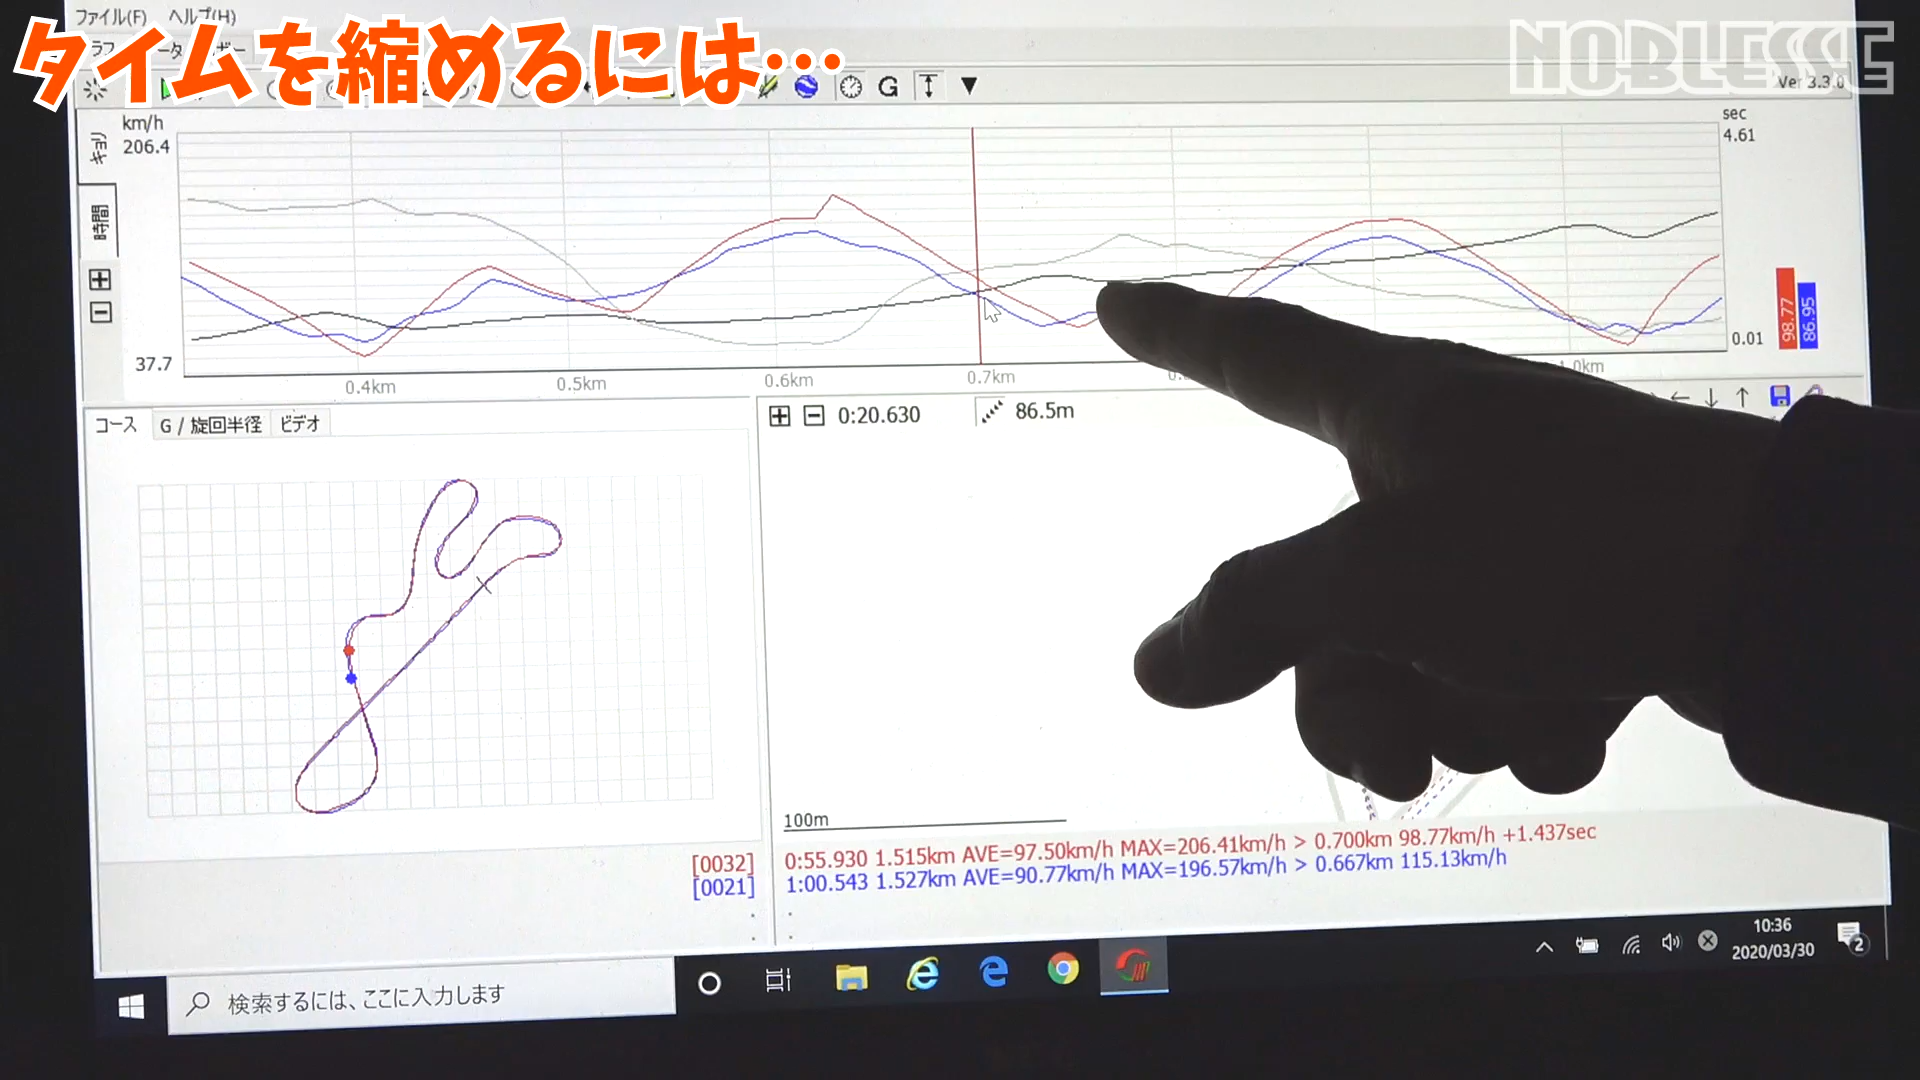 タイムを縮めるには…
NOBLESSE
ファイル(F) ヘルプ(H)
G
Ver 3.3.0
km/h
206.4
37.7
キョリ
時間
sec
4.61
0.01
98.77
86.95
0.4km
0.5km
0.6km
0.7km
1.0km
コース
G / 旋回半径
ビデオ
0:20.630
86.5m
100m
[0032] 0:55.930 1.515km AVE=97.50km/h MAX=206.41km/h > 0.700km 98.77km/h +1.437sec
[0021] 1:00.543 1.527km AVE=90.77km/h MAX=196.57km/h > 0.667km 115.13km/h
検索するには、ここに入力します
10:36
2020/03/30
2